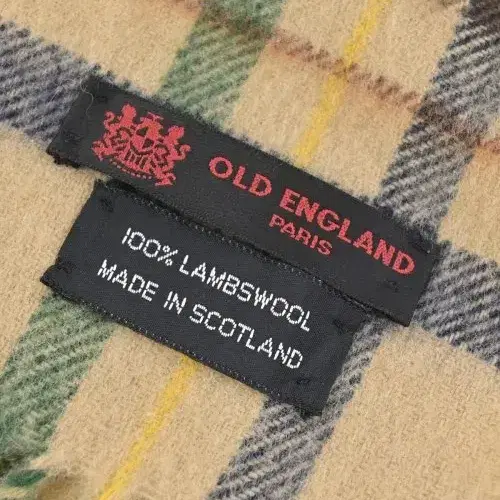 OLD ENGLAND
PARIS
100% LAMBSWOOL
MADE IN SCOTLAND